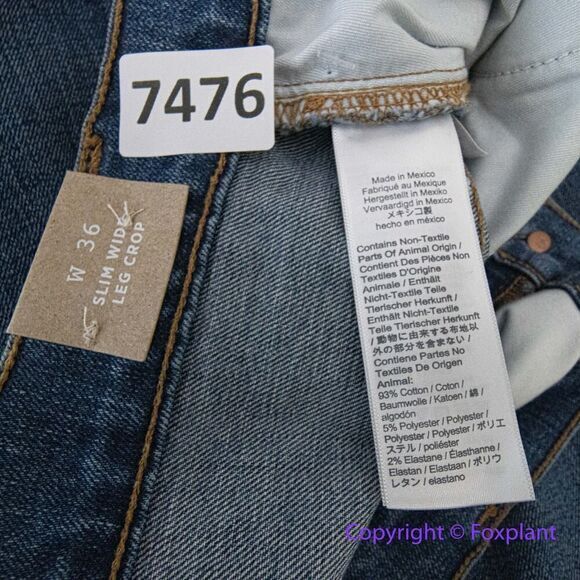 7476
W 36
SLIM WIDE
LEG CROP
Made in Mexico
Fabriqué au Mexique
Hergestellt in Mexiko
Vervaardigd in Mexico
メキシコ製
hecho en méxico
Contains Non-Textile
Parts Of Animal Origin /
Contient Des Pièces Non
Textiles D'Origine
Animale / Enthält
Nicht-Textile Teile
Tierischer Herkunft /
Enthält Nicht-Textile
Teile Tierischer Herkunft
/ 動物に由来する布地以
外の部分を含まない /
Contiene Partes No
Textiles De Origen
Animal:
93% Cotton / Coton /
Baumwolle / Katoen / 綿 /
algodón
5% Polyester / Polyester /
Polyester / Polyester / ポリエ
ステル / poliéster
2% Elastane / Élasthanne /
Elastan / Elastaan / ポリウ
レタン / elastano
Copyright © Foxplant